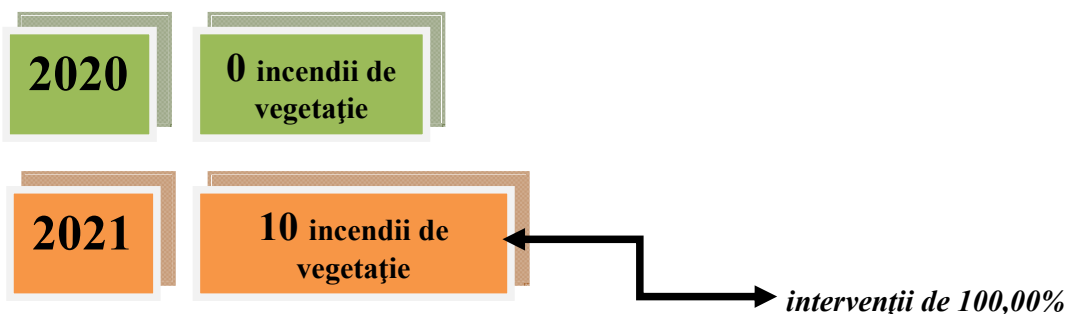 2020
0 incendii de
vegetaţie
2021
10 incendii de
vegetaţie
intervenţii de 100,00%